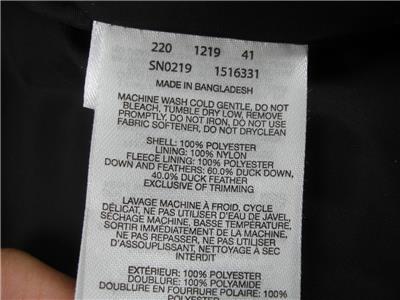 220 1219 41
SN0219 1516331
MADE IN BANGLADESH
MACHINE WASH COLD GENTLE, DO NOT
BLEACH, TUMBLE DRY LOW, REMOVE
PROMPTLY, DO NOT IRON, DO NOT USE
FABRIC SOFTENER, DO NOT DRYCLEAN
SHELL: 100% POLYESTER
LINING: 100% NYLON
FLEECE LINING: 100% POLYESTER
DOWN AND FEATHERS: 60.0% DUCK DOWN,
40.0% DUCK FEATHER
EXCLUSIVE OF TRIMMING
LAVAGE MACHINE À FROID, CYCLE
DÉLICAT, NE PAS UTILISER D'EAU DE JAVEL,
SÉCHAGE MACHINE, BASSE TEMPÉRATURE,
SORTIR IMMÉDIATEMENT DE LA MACHINE,
NE PAS REPASSER, NE PAS UTILISER
D'ASSOUPLISSANT, NETTOYAGE À SEC
INTERDIT
EXTÉRIEUR: 100% POLYESTER
DOUBLURE: 100% POLYAMIDE
DOUBLURE EN FOURRURE POLAIRE: 100%
POLYESTER